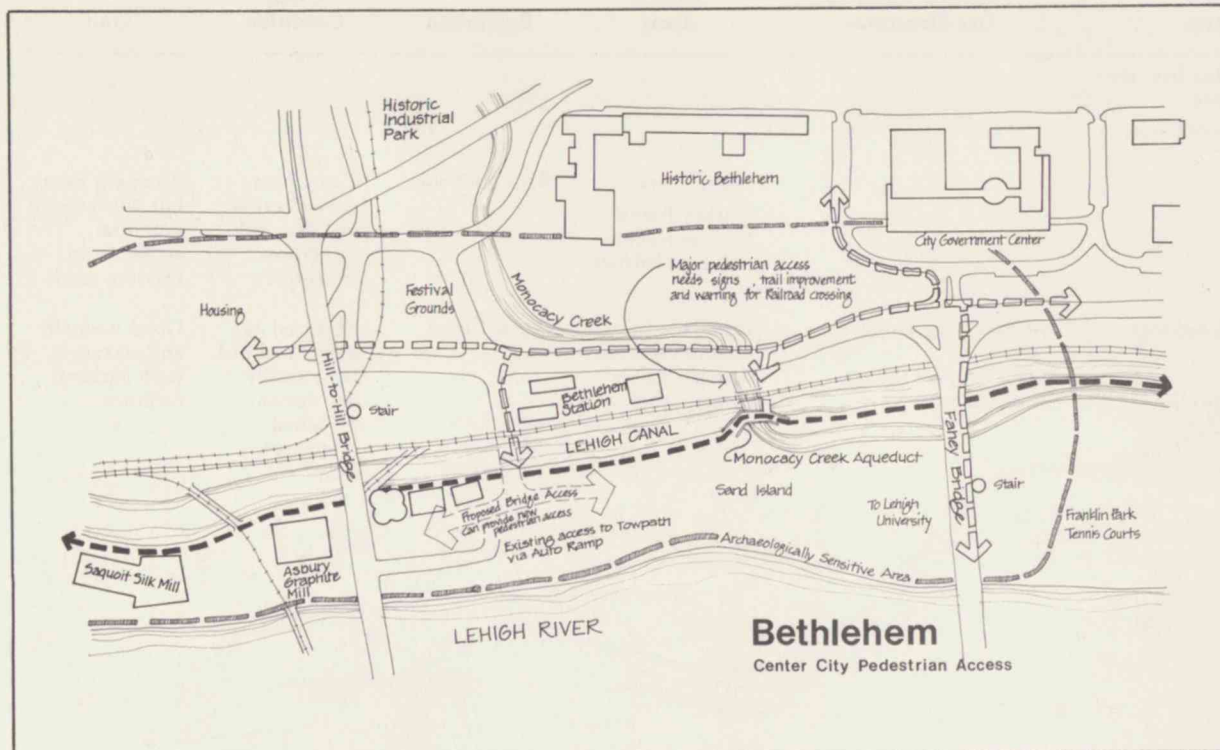 Historic
Industrial
Park
Historic Bethlehem
City Government Center
Major pedestrian access
needs signs, trail improvement
and warning for Railroad crossing
Monocacy Creek
Housing
Festival
Grounds
Hill-to-Hill Bridge
Stair
Bethlehem
Station
LEHIGH CANAL
Monocacy Creek Aqueduct
Sand Island
Fahey Bridge
Stair
To Lehigh
University
Franklin Park
Tennis Courts
Proposed Bridge Access
Can provide new
pedestrian access
Existing access to Towpath
via Auto Ramp
Archaeologically Sensitive Area
Saquoit Silk Mill
Asbury
Graphite
Mill
LEHIGH RIVER
Bethlehem
Center City Pedestrian Access